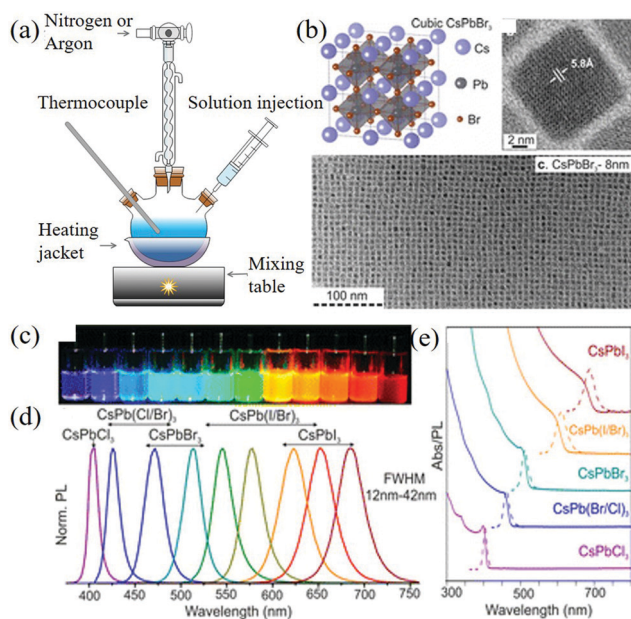 (a)
Nitrogen or
Argon
Thermocouple
Solution injection
Heating
jacket
Mixing
table
(b)
Cubic CsPbBr₃
Cs
Pb
Br
5.8Å
2 nm
c. CsPbBr₃- 8nm
100 nm
(c)
(d)
CsPb(Cl/Br)₃
CsPb(I/Br)₃
CsPbCl₃
CsPbBr₃
CsPbI₃
FWHM
12nm-42nm
Norm. PL
400 450 500 550 600 650 700 750
Wavelength (nm)
(e)
CsPbI₃
CsPb(I/Br)₃
CsPbBr₃
CsPb(Br/Cl)₃
CsPbCl₃
Abs/PL
300 500 700
Wavelength (nm)